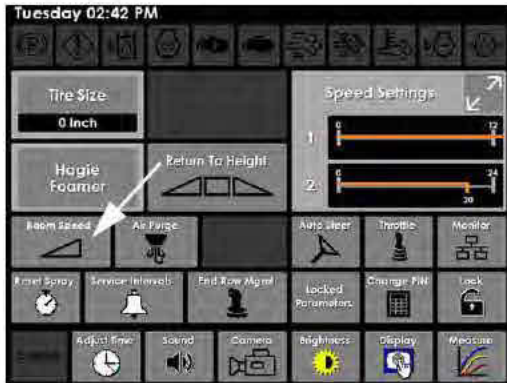 Tuesday 02:42 PM
Tire Size
0 Inch
Speed Settings
1
0
12
Hagie
Foamer
Return To Height
2
0
24
20
Boom Speed
Air Purge
Auto Steer
Throttle
Monitor
Reset Spray
Service Intervals
End Row Mgmt
Locked
Parameters
Change PIN
Lock
Adjust Time
Sound
Camera
Brightness
Display
Measure